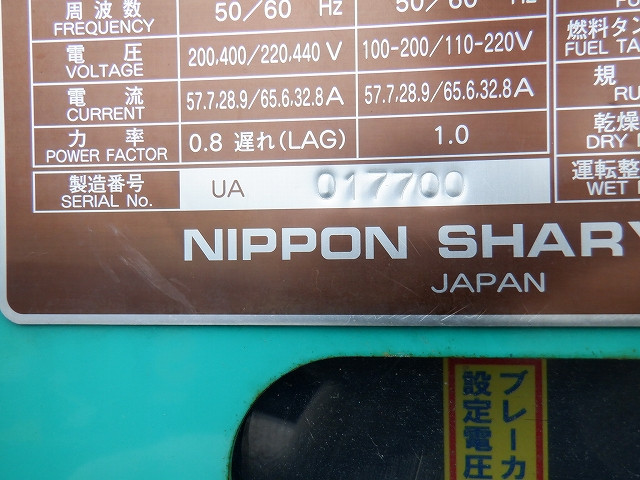 周波数 50/60 Hz 50/60 Hz
FREQUENCY
電圧 200,400/220,440 V 100-200/110-220V 燃料タン
VOLTAGE FUEL TA
電流 57.7,28.9/65.6,32.8 A 57.7,28.9/65.6,32.8 A 規
CURRENT RU
力率 0.8 遅れ(LAG) 1.0 乾燥
POWER FACTOR DRY
製造番号 UA 017700 運転整
SERIAL No. WET
NIPPON SHARY
JAPAN
ブレーカ
設定電圧